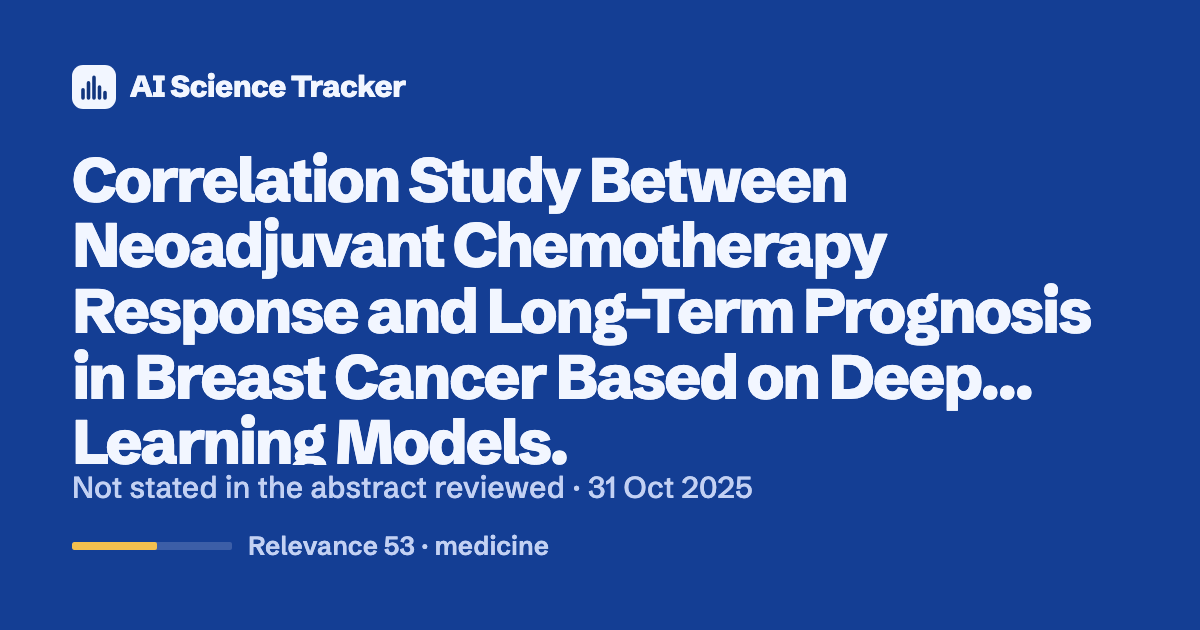 AI Science Tracker
Correlation Study Between
Neoadjuvant Chemotherapy
Response and Long-Term Prognosis
in Breast Cancer Based on Deep...
Learning Models.
Not stated in the abstract reviewed · 31 Oct 2025
Relevance 53 · medicine